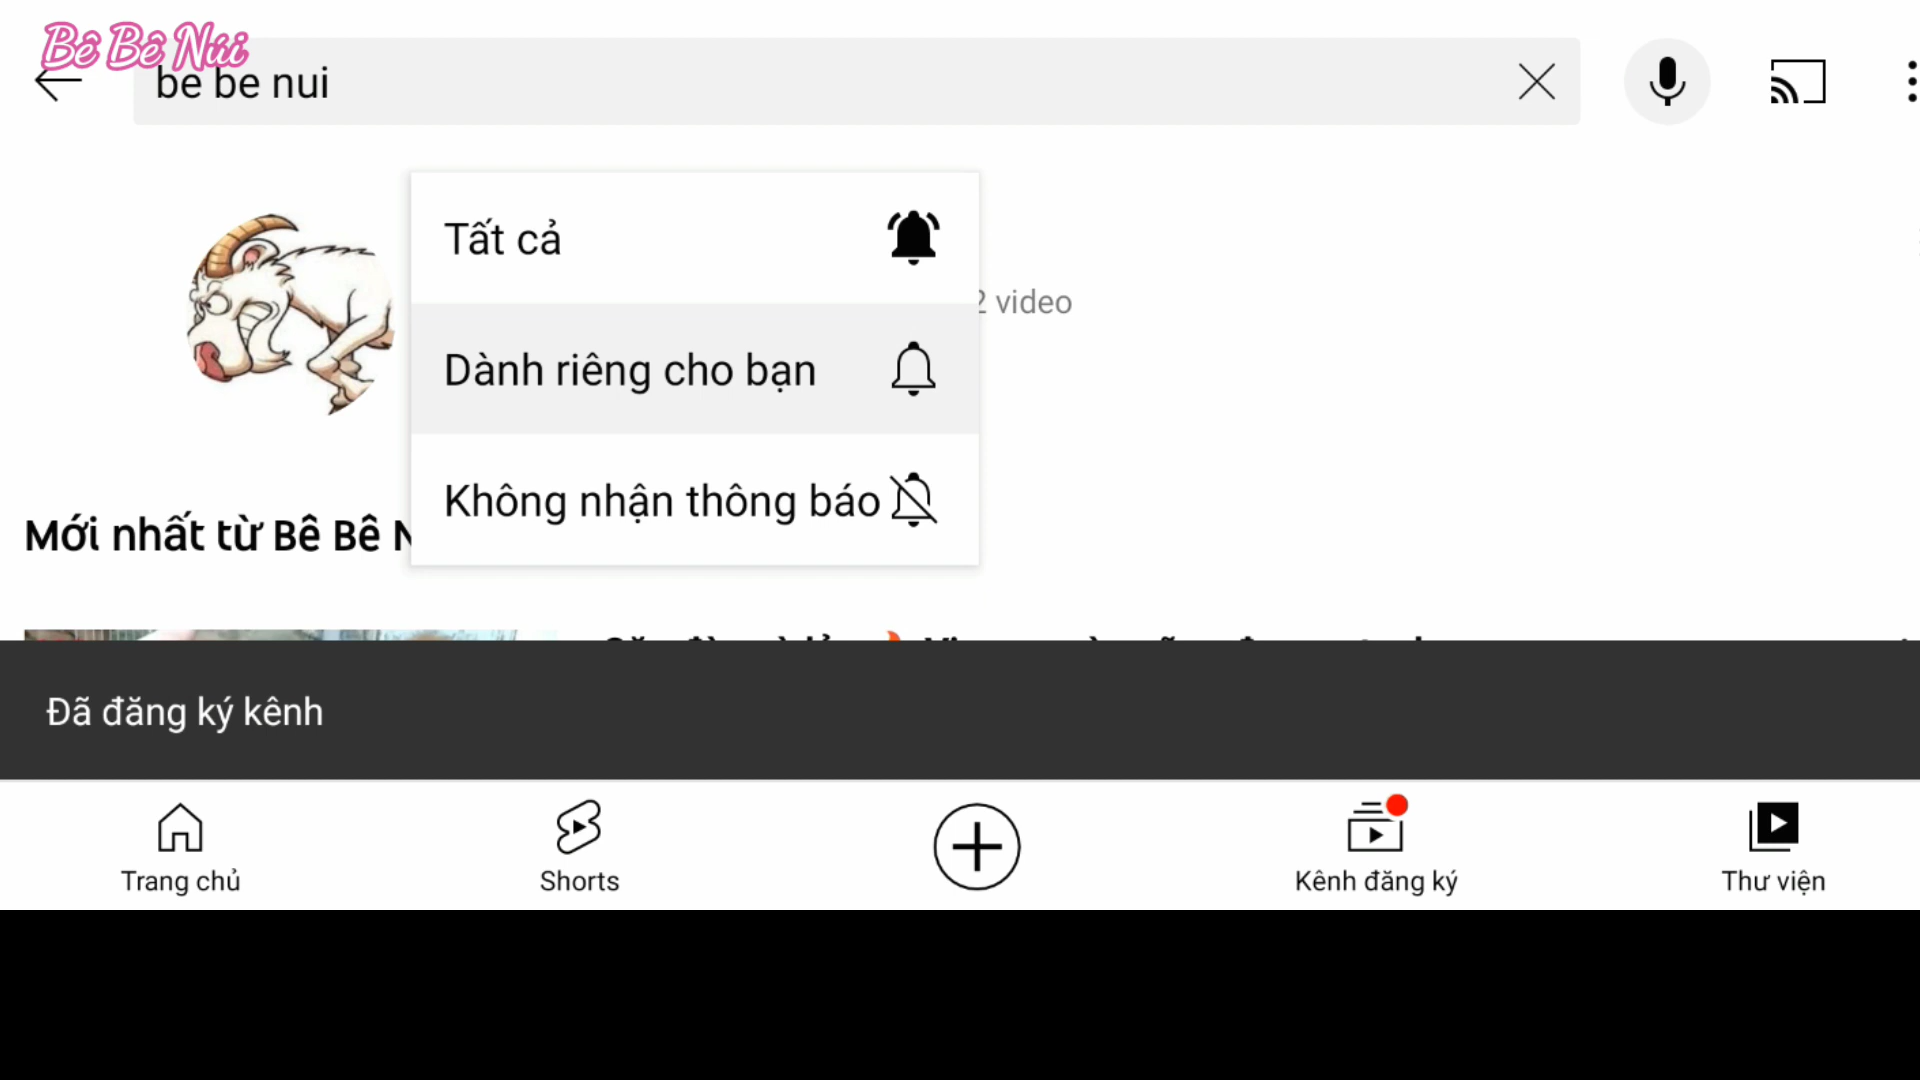 Bê Bê Núi
be be nui
Tất cả
2 video
Dành riêng cho bạn
Không nhận thông báo
Mới nhất từ Bê Bê
Đã đăng ký kênh
Trang chủ
Shorts
Kênh đăng ký
Thư viện